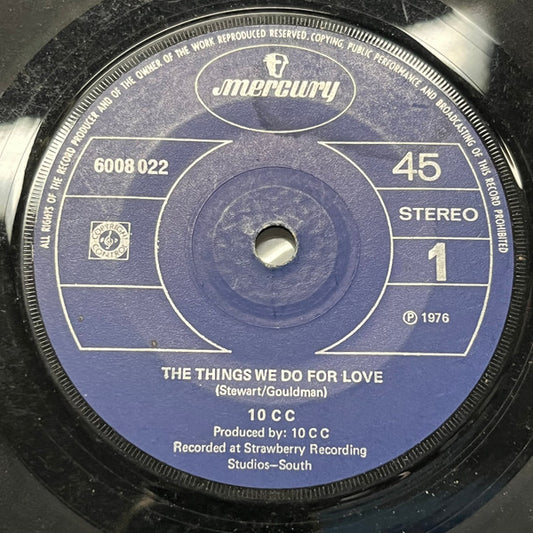 ALL RIGHTS OF THE RECORD PRODUCER AND OF THE OWNER OF THE WORK REPRODUCED RESERVED. COPYING, PUBLIC PERFORMANCE AND BROADCASTING OF THIS RECORD PROHIBITED
mercury
6008 022
45
STEREO
1
℗ 1976
THE THINGS WE DO FOR LOVE
(Stewart/Gouldman)
10 C C
Produced by: 10 C C
Recorded at Strawberry Recording
Studios—South